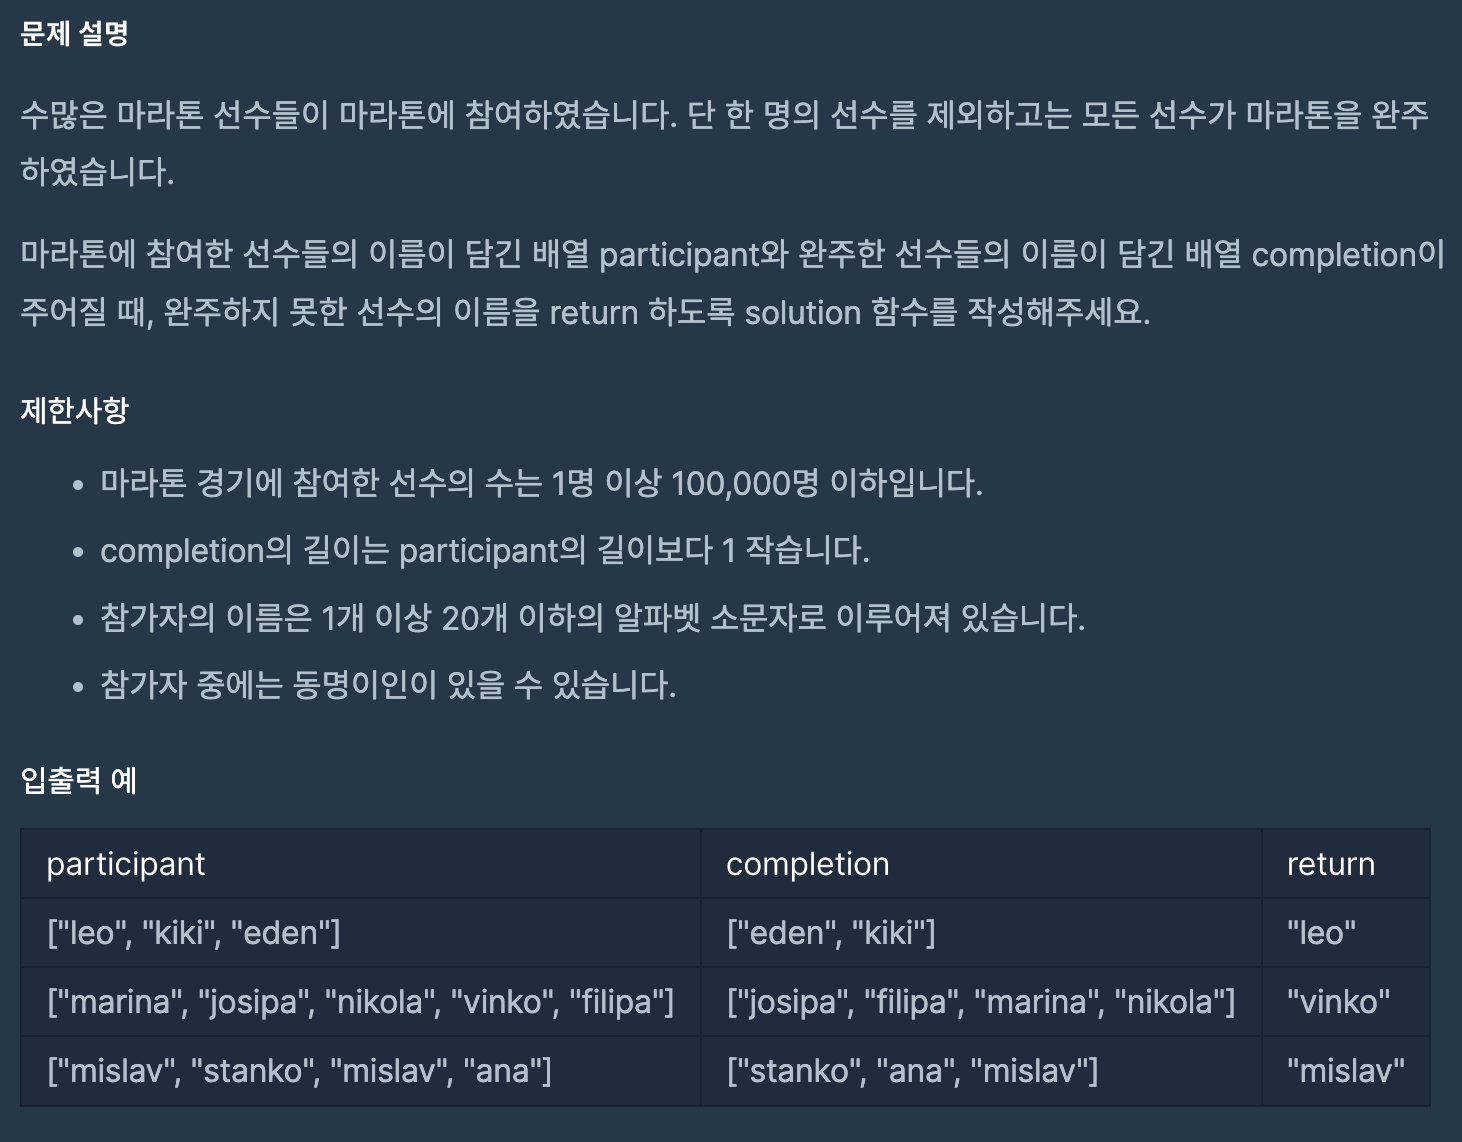 문제 설명
수많은 마라톤 선수들이 마라톤에 참여하였습니다. 단 한 명의 선수를 제외하고는 모든 선수가 마라톤을 완주
하였습니다.
마라톤에 참여한 선수들의 이름이 담긴 배열 participant와 완주한 선수들의 이름이 담긴 배열 completion이
주어질 때, 완주하지 못한 선수의 이름을 return 하도록 solution 함수를 작성해주세요.
제한사항
• 마라톤 경기에 참여한 선수의 수는 1명 이상 100,000명 이하입니다.
• completion의 길이는 participant의 길이보다 1 작습니다.
• 참가자의 이름은 1개 이상 20개 이하의 알파벳 소문자로 이루어져 있습니다.
• 참가자 중에는 동명이인이 있을 수 있습니다.
입출력 예
participant completion return
["leo", "kiki", "eden"] ["eden", "kiki"] "leo"
["marina", "josipa", "nikola", "vinko", "filipa"] ["josipa", "filipa", "marina", "nikola"] "vinko"
["mislav", "stanko", "mislav", "ana"] ["stanko", "ana", "mislav"] "mislav"